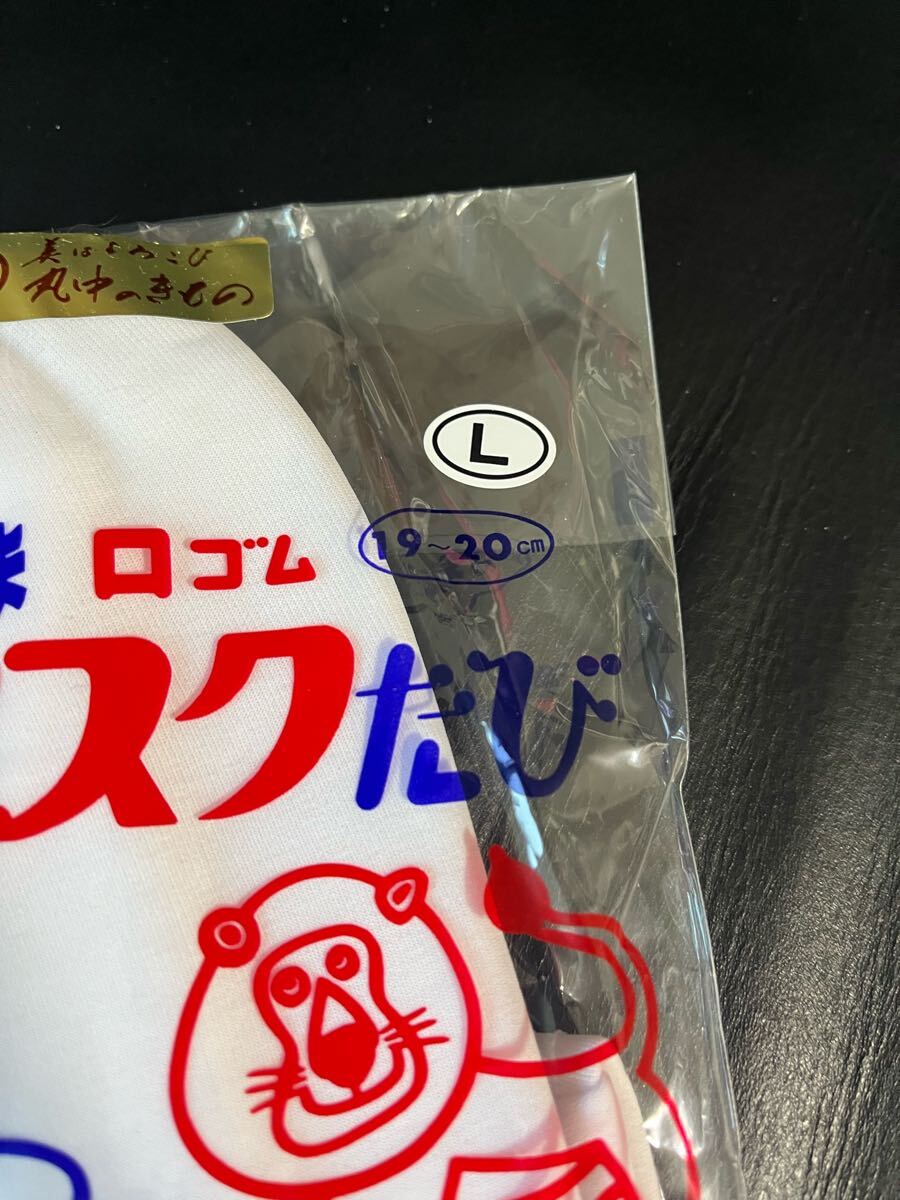 美はよろこび
丸中のきもの
L
19~20cm
口ゴム
スクだび